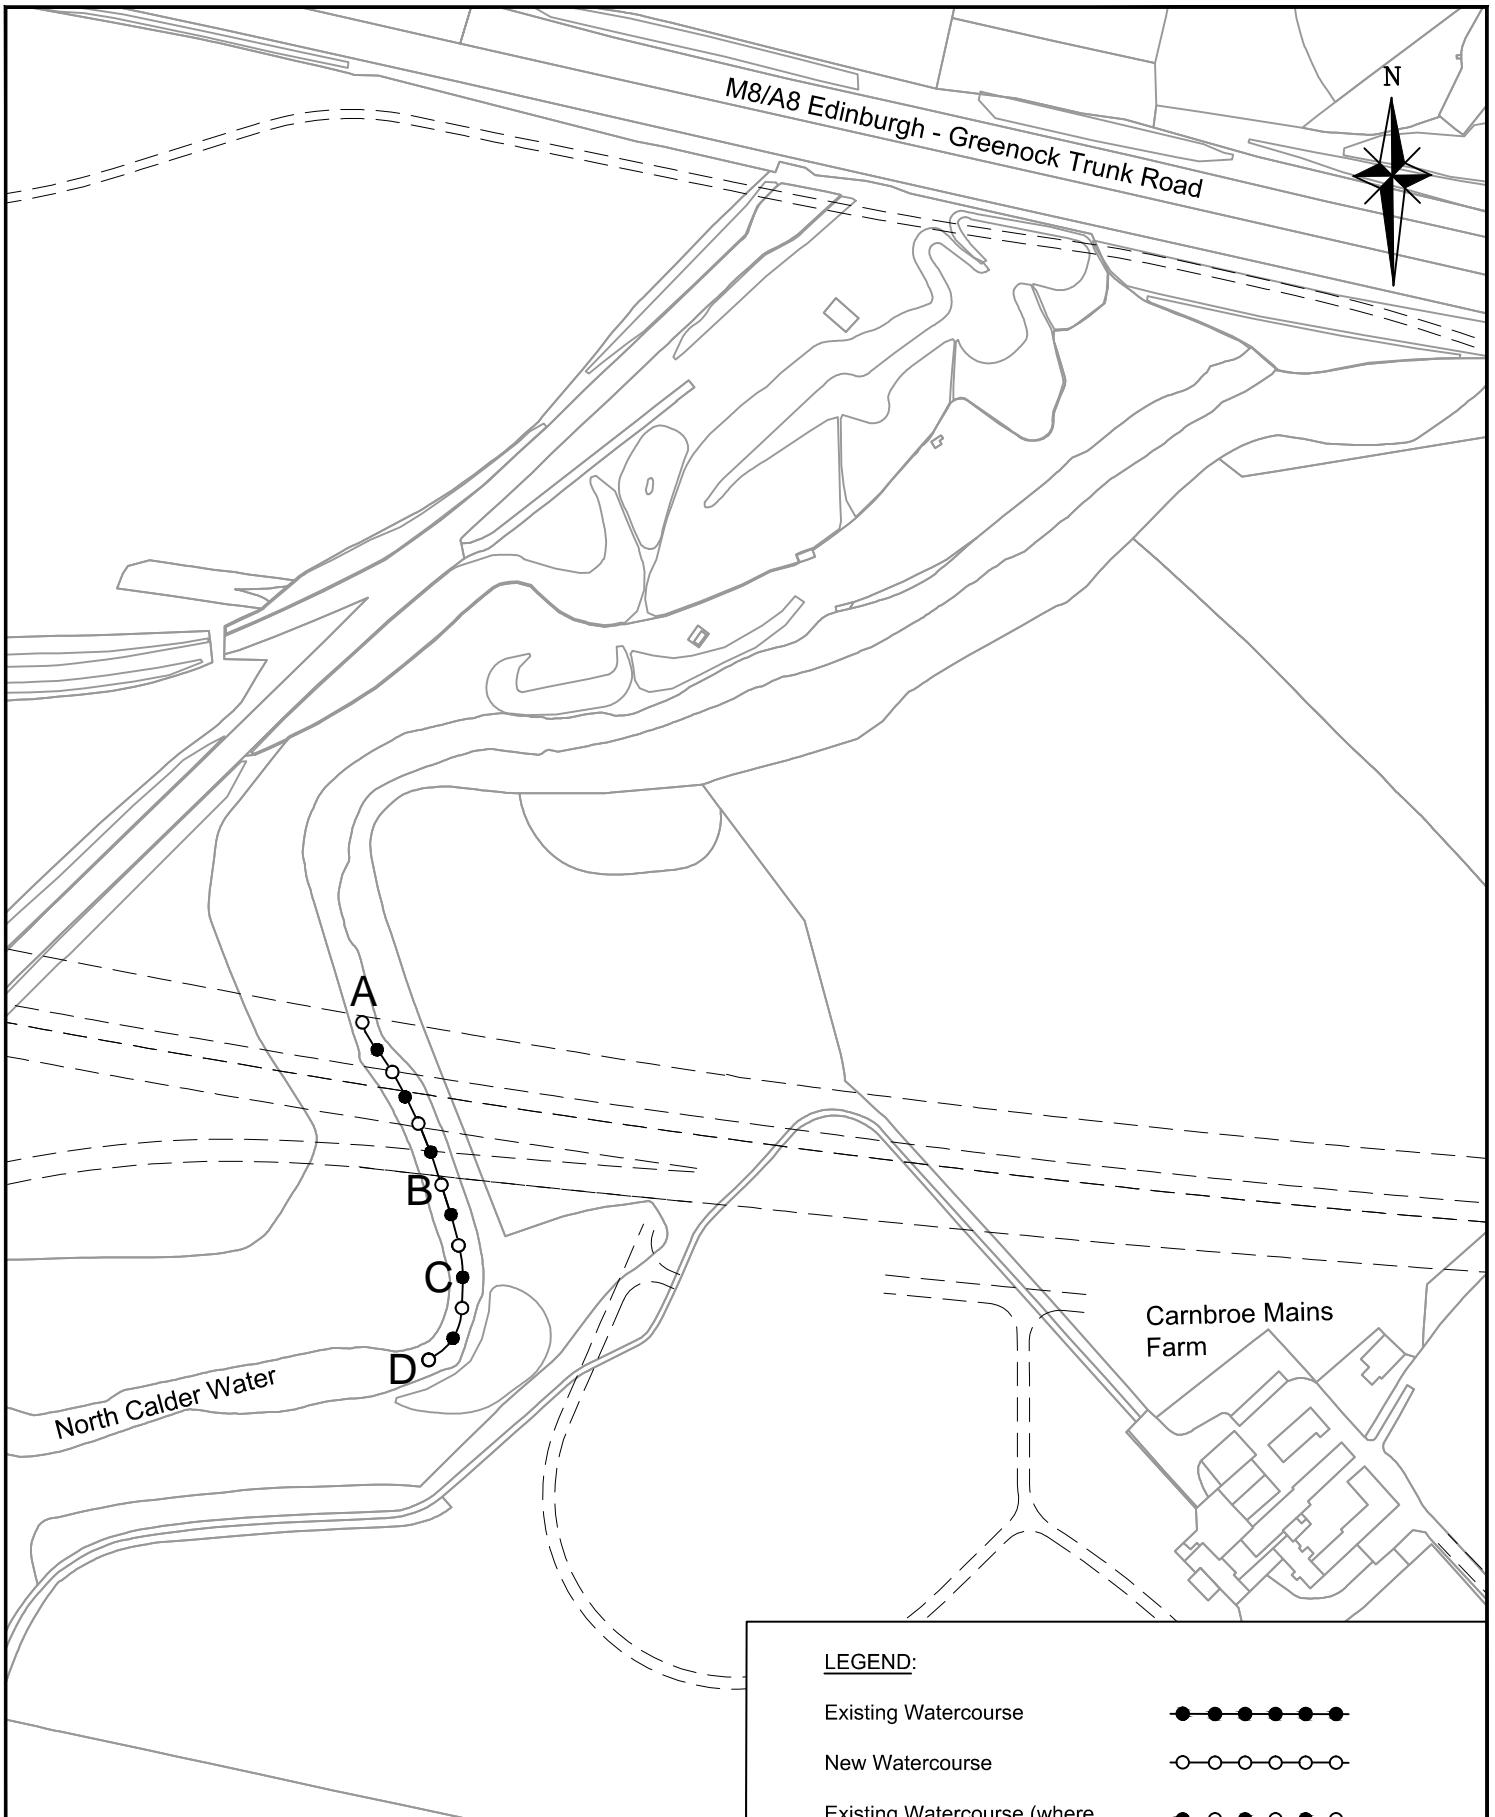 M8/A8 Edinburgh - Greenock Trunk Road
N
A
B
C
D
North Calder Water
Carnbroe Mains
Farm
LEGEND:
Existing Watercourse
New Watercourse
Existing Watercourse (where